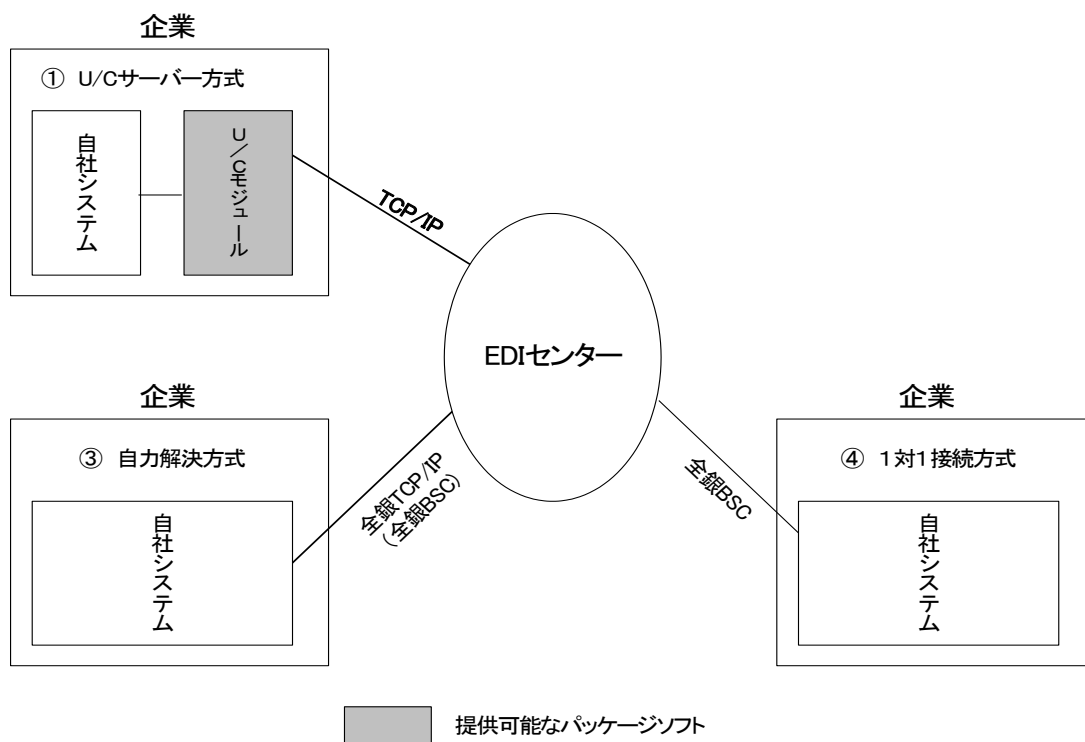 企業
① U/Cサーバー方式
自社システム
U/Cモジュール
TCP/IP
EDIセンター
企業
③ 自力解決方式
自社システム
全銀TCP/IP
(全銀BSC)
企業
④ 1対1接続方式
全銀BSC
自社システム
提供可能なパッケージソフト